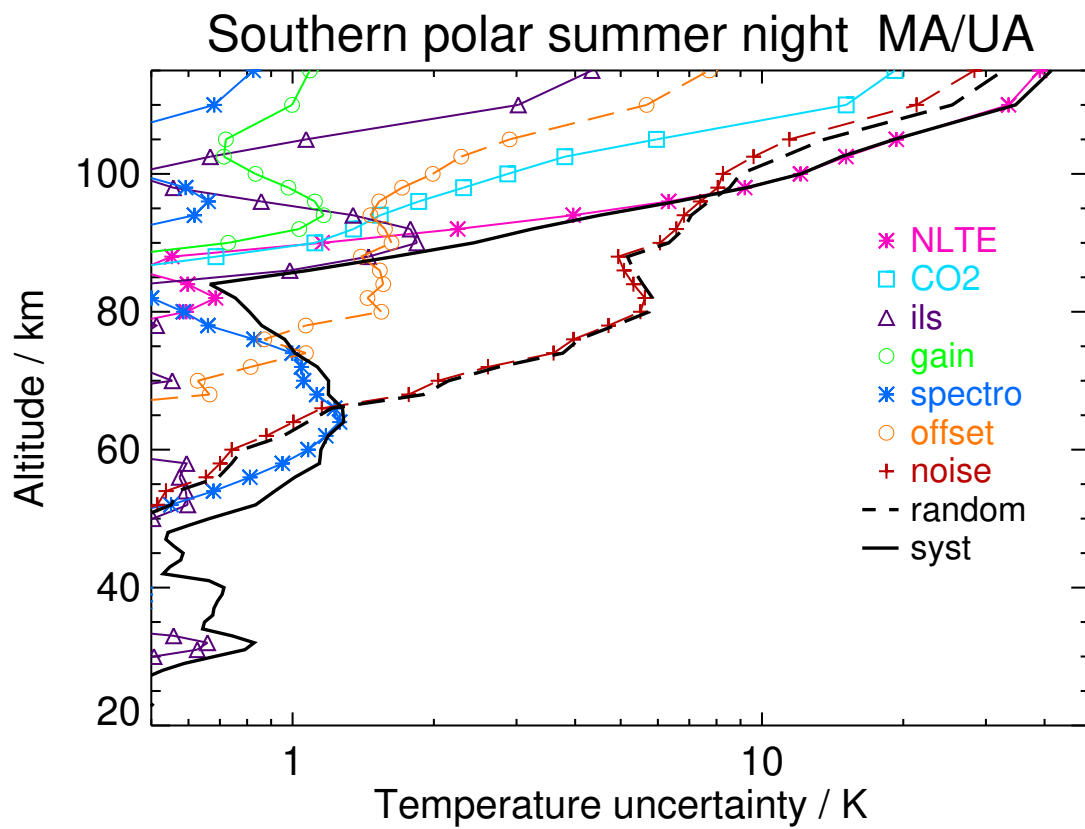 Southern polar summer night MA/UA
Altitude / km
100
80
60
40
20
NLTE
CO2
ils
gain
spectro
offset
noise
random
syst
1
10
Temperature uncertainty / K